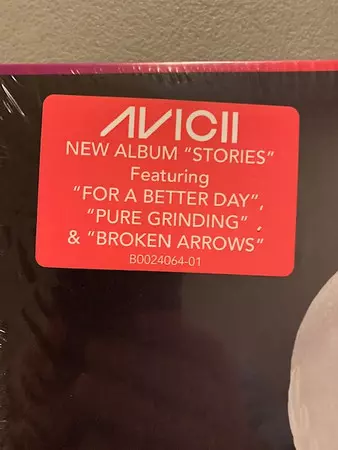 AVICII
NEW ALBUM "STORIES"
Featuring
"FOR A BETTER DAY",
"PURE GRINDING",
& "BROKEN ARROWS"
B0024064-01